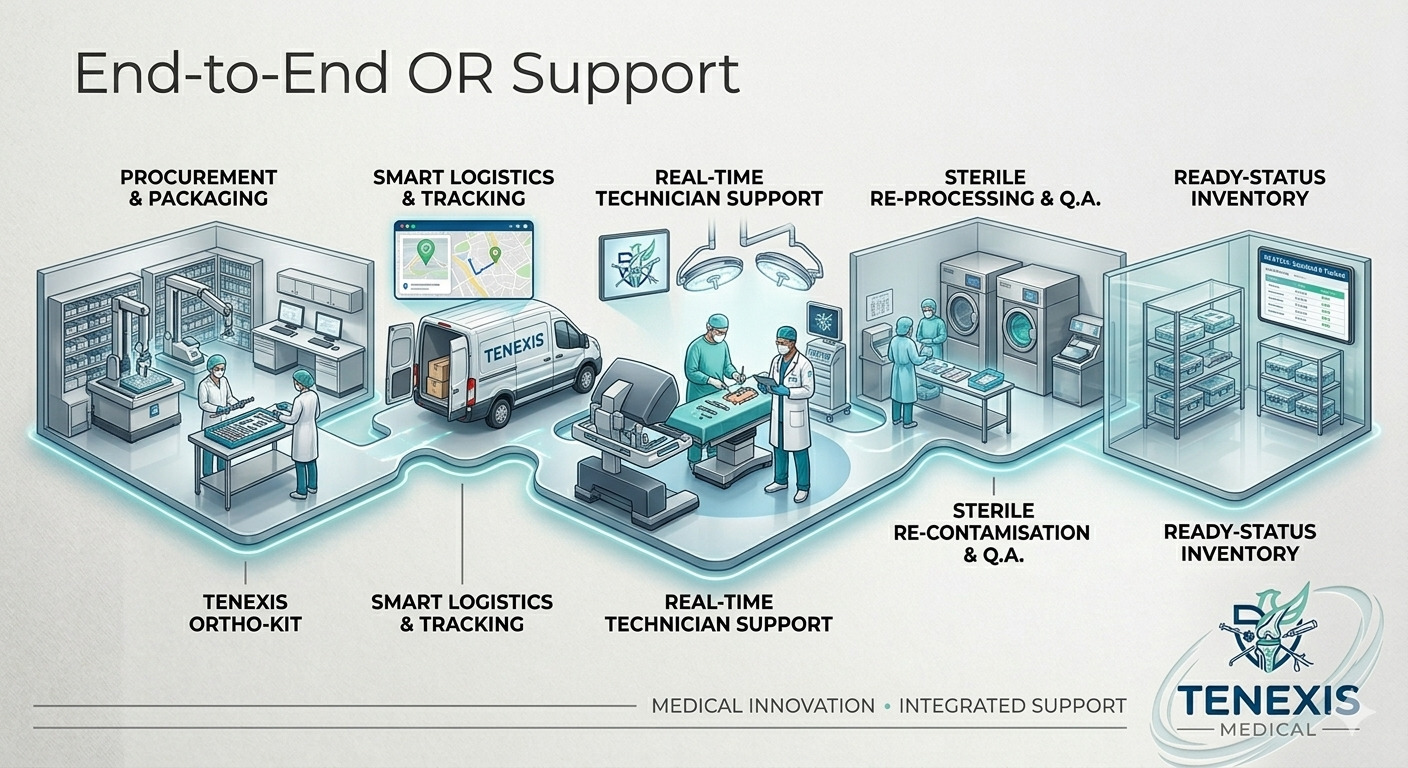 End-to-End OR Support
PROCUREMENT
& PACKAGING
SMART LOGISTICS
& TRACKING
REAL-TIME
TECHNICIAN SUPPORT
STERILE
RE-PROCESSING & Q.A.
READY-STATUS
INVENTORY
TENEXIS
TENEXIS
ORTHO-KIT
SMART LOGISTICS
& TRACKING
REAL-TIME
TECHNICIAN SUPPORT
STERILE
RE-CONTAMISATION
& Q.A.
READY-STATUS
INVENTORY
MEDICAL INNOVATION • INTEGRATED SUPPORT
TENEXIS
MEDICAL